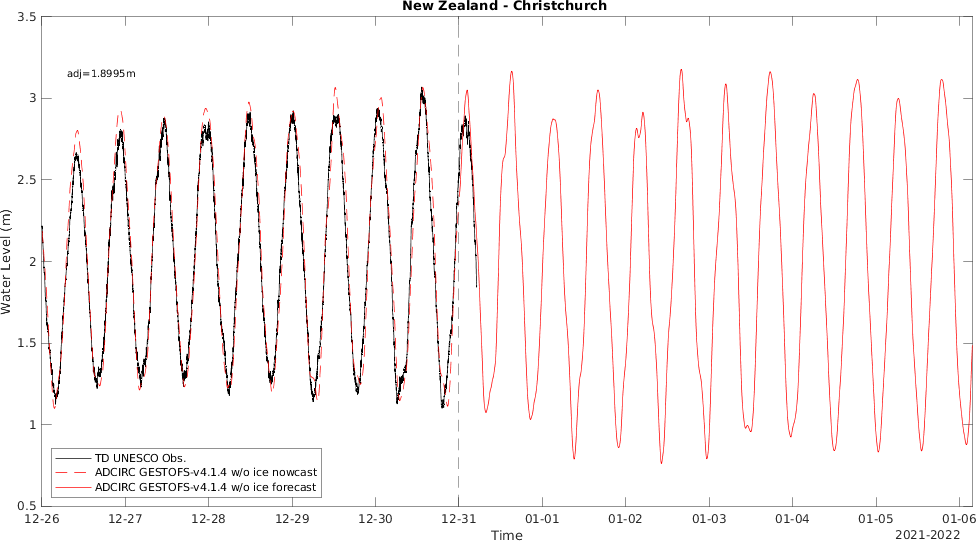 New Zealand - Christchurch
3.5
3
2.5
2
1.5
1
0.5
Water Level (m)
adj=1.8995m
TD UNESCO Obs.
ADCIRC GESTOFS-v4.1.4 w/o ice nowcast
ADCIRC GESTOFS-v4.1.4 w/o ice forecast
12-26 12-27 12-28 12-29 12-30 12-31 01-01 01-02 01-03 01-04 01-05 01-06
Time
2021-2022